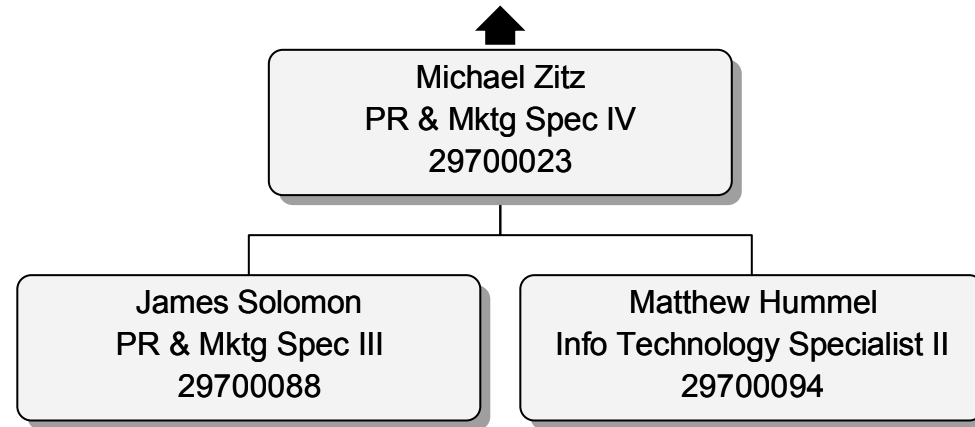 Michael Zitz
PR & Mktg Spec IV
29700023
James Solomon
PR & Mktg Spec III
29700088
Matthew Hummel
Info Technology Specialist II
29700094